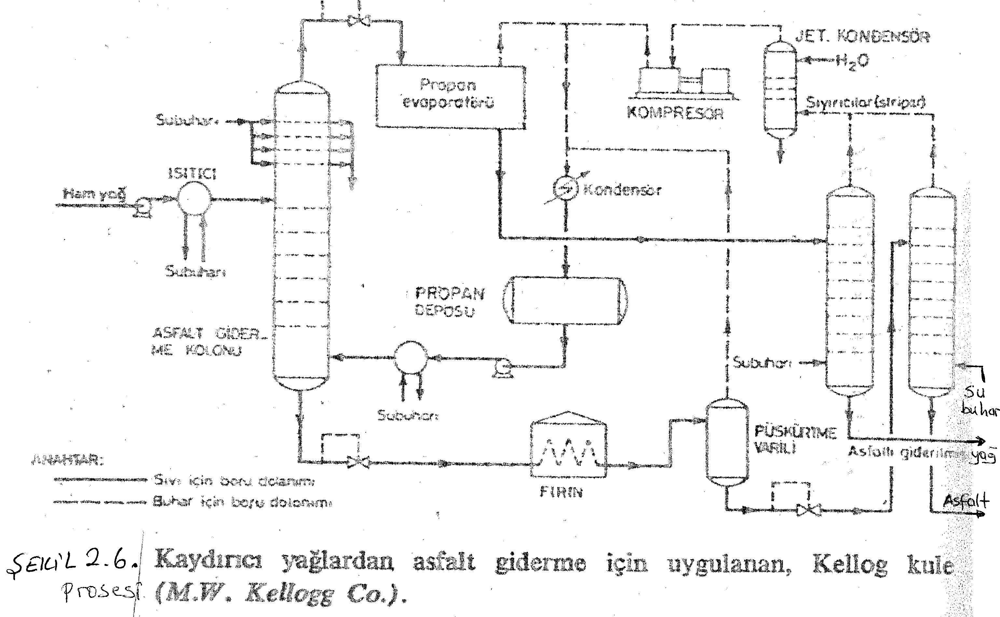 JET. KONDENSÖR
H₂O
Propan
evaporatörü
Sıyırıcılar(striper)
KOMPRESÖR
Subuharı
ISITICI
Ham yağ
Kondensör
Subuharı
PROPAN
DEPOSU
ASFALT GİDER-
ME KOLONU
Subuharı
Su
buhar
Subuharı
PÜSKÜRTME
VARİLİ
Asfaltı giderilmiş yağ
ANAHTAR:
Sıvı için boru dolanımı
FIRIN
Buhar için boru dolanımı
Asfalt
ŞEKİL 2.6. Kaydırıcı yağlardan asfalt giderme için uygulanan, Kellog kule
Prosesi (M.W. Kellogg Co.).